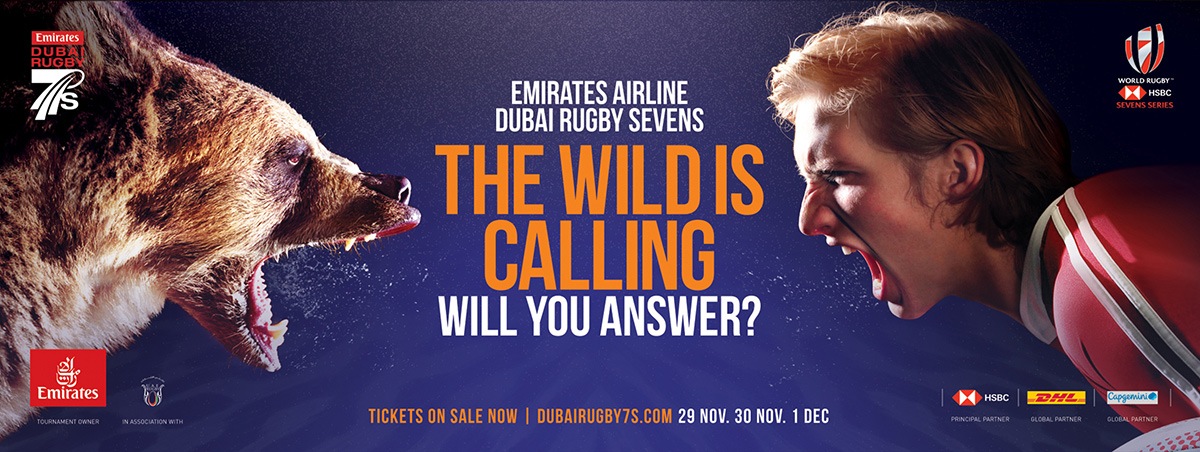 Emirates
DUBAI
RUGBY
7s
WORLD RUGBY™
HSBC
SEVENS SERIES
EMIRATES AIRLINE
DUBAI RUGBY SEVENS
THE WILD IS
CALLING
WILL YOU ANSWER?
Emirates
TOURNAMENT OWNER
IN ASSOCIATION WITH
TICKETS ON SALE NOW | DUBAIRUGBY7S.COM 29 NOV. 30 NOV. 1 DEC
HSBC
PRINCIPAL PARTNER
DHL
GLOBAL PARTNER
Capgemini
GLOBAL PARTNER